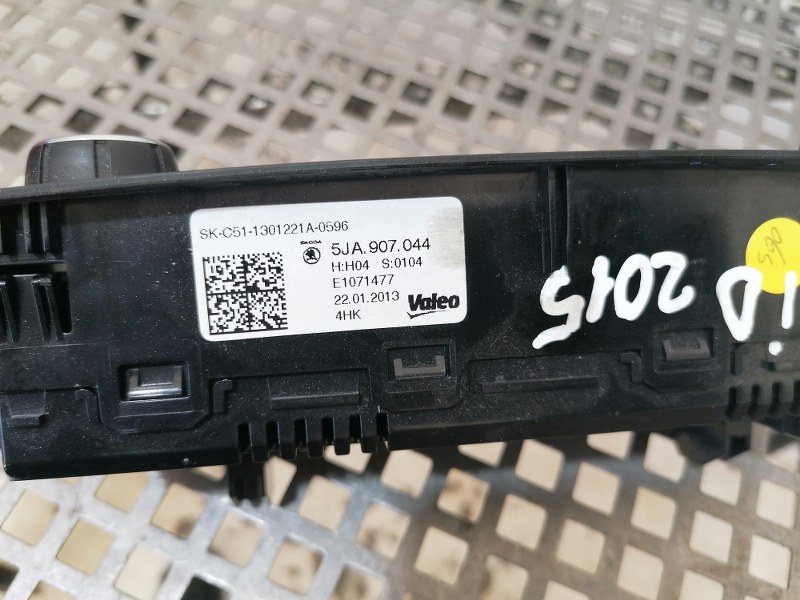 SK-C51-1301221A-0596
ŠKODA
5JA.907.044
H:H04 S:0104
E1071477
22.01.2013
4HK
Valeo
2015